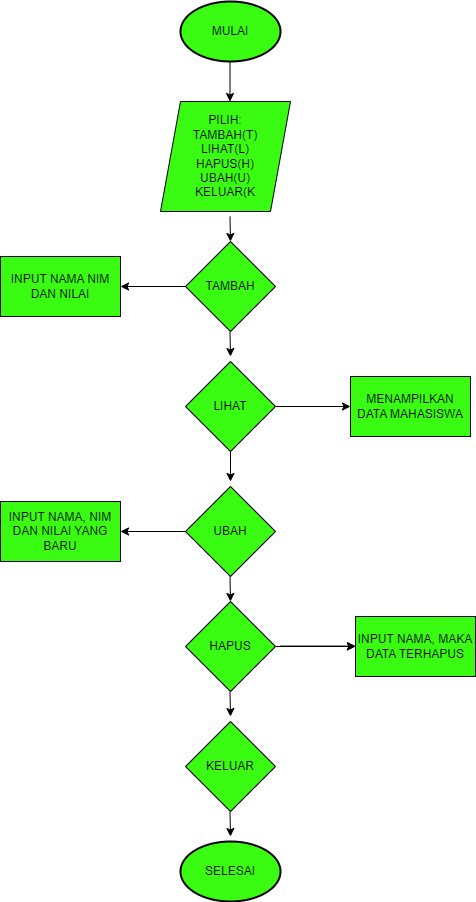 MULAI
PILIH:
TAMBAH(T)
LIHAT(L)
HAPUS(H)
UBAH(U)
KELUAR(K
TAMBAH
INPUT NAMA NIM
DAN NILAI
LIHAT
MENAMPILKAN
DATA MAHASISWA
UBAH
INPUT NAMA, NIM
DAN NILAI YANG
BARU
HAPUS
INPUT NAMA, MAKA
DATA TERHAPUS
KELUAR
SELESAI